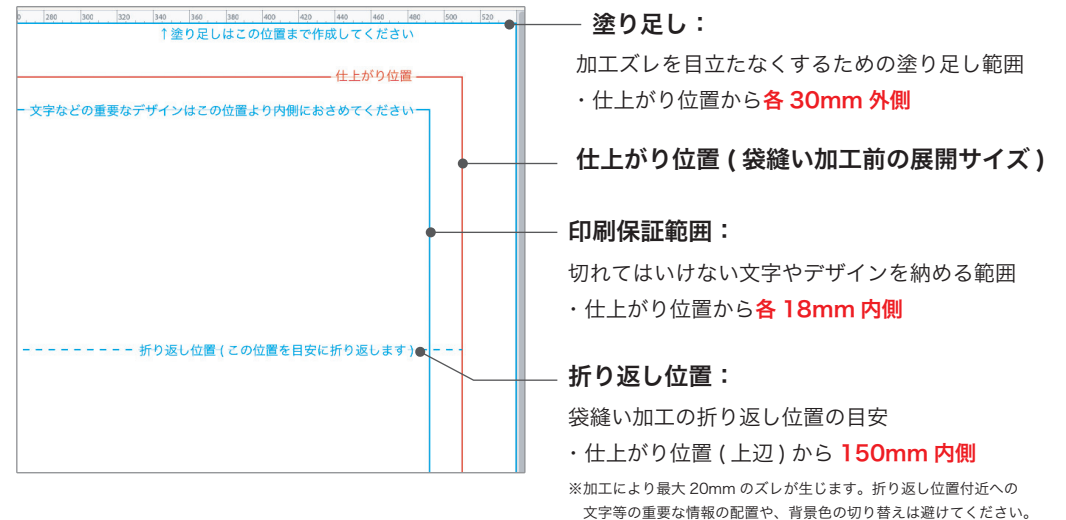 0 280 300 320 340 360 380 400 420 440 460 480 500 520
↑塗り足しはこの位置まで作成してください
仕上がり位置
文字などの重要なデザインはこの位置より内側におさめてください
折り返し位置 ( この位置を目安に折り返します )
塗り足し：
加工ズレを目立たなくするための塗り足し範囲
・仕上がり位置から各 30mm 外側
仕上がり位置 ( 袋縫い加工前の展開サイズ )
印刷保証範囲：
切れてはいけない文字やデザインを納める範囲
・仕上がり位置から各 18mm 内側
折り返し位置：
袋縫い加工の折り返し位置の目安
・仕上がり位置 ( 上辺 ) から 150mm 内側
※加工により最大 20mm のズレが生じます。折り返し位置付近への
文字等の重要な情報の配置や、背景色の切り替えは避けてください。